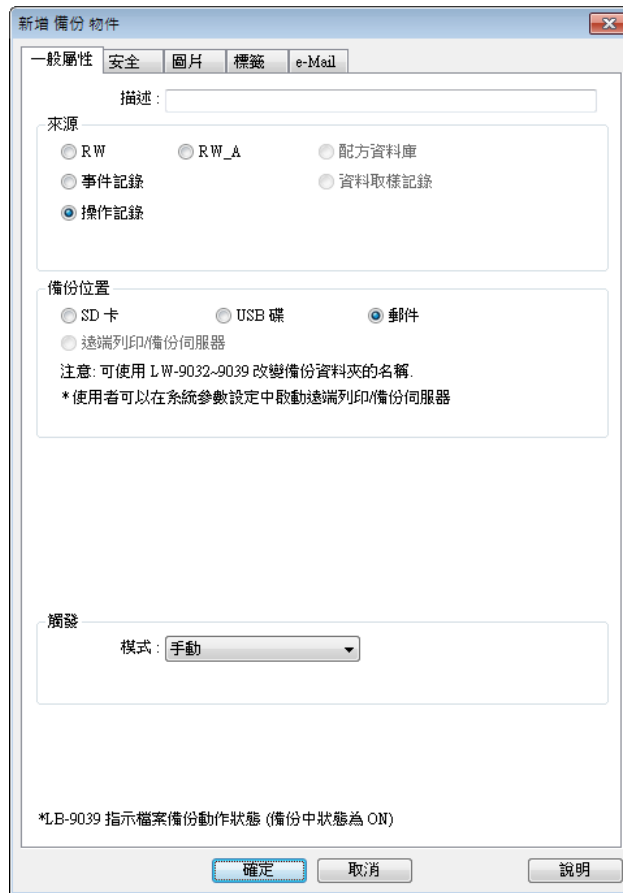 新增 備份 物件
一般屬性 安全 圖片 標籤 e-Mail
描述 :
來源
RW RW_A 配方資料庫
事件記錄 資料取樣記錄
操作記錄
備份位置
SD 卡 USB 碟 郵件
遠端列印/備份伺服器
注意: 可使用 LW-9032~9039 改變備份資料夾的名稱.
* 使用者可以在系統參數設定中啟動遠端列印/備份伺服器
觸發
模式 : 手動
*LB-9039 指示檔案備份動作狀態 (備份中狀態為 ON)
確定 取消 說明